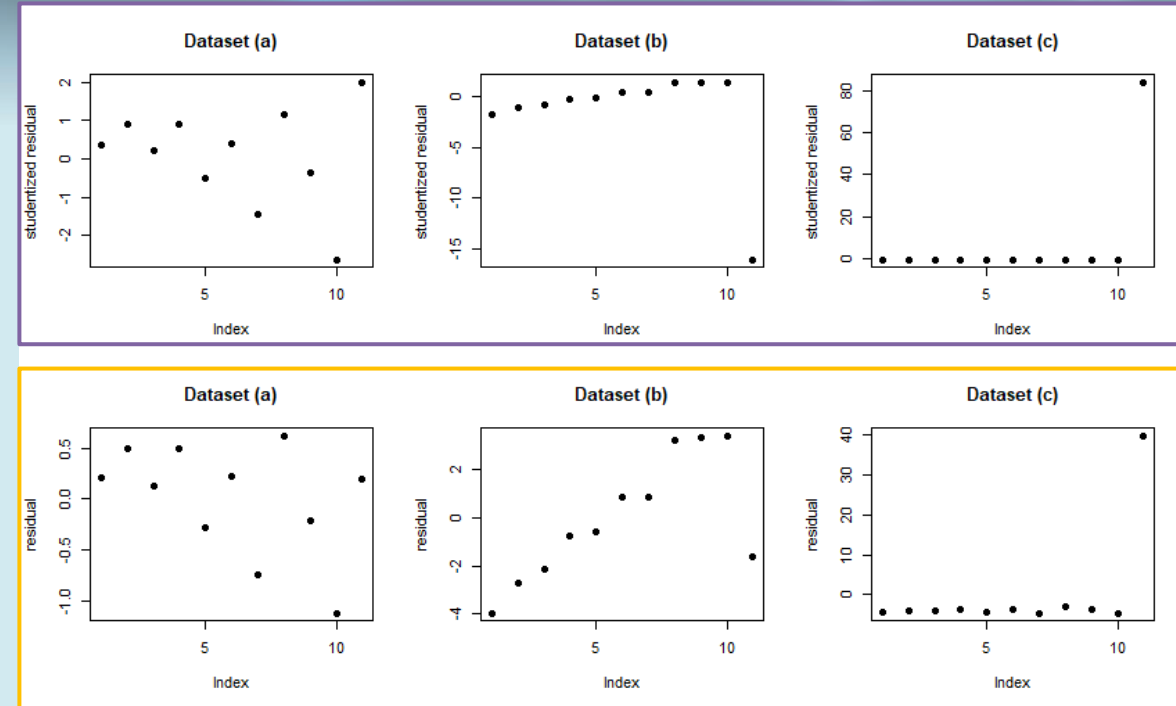 Dataset (a)
studentized residual
2
1
0
-1
-2
5
10
Index
Dataset (b)
studentized residual
0
-5
-10
-15
5
10
Index
Dataset (c)
studentized residual
80
60
40
20
0
5
10
Index
Dataset (a)
residual
0.5
0.0
-0.5
-1.0
5
10
Index
Dataset (b)
residual
2
0
-2
-4
5
10
Index
Dataset (c)
residual
40
30
20
10
0
5
10
Index